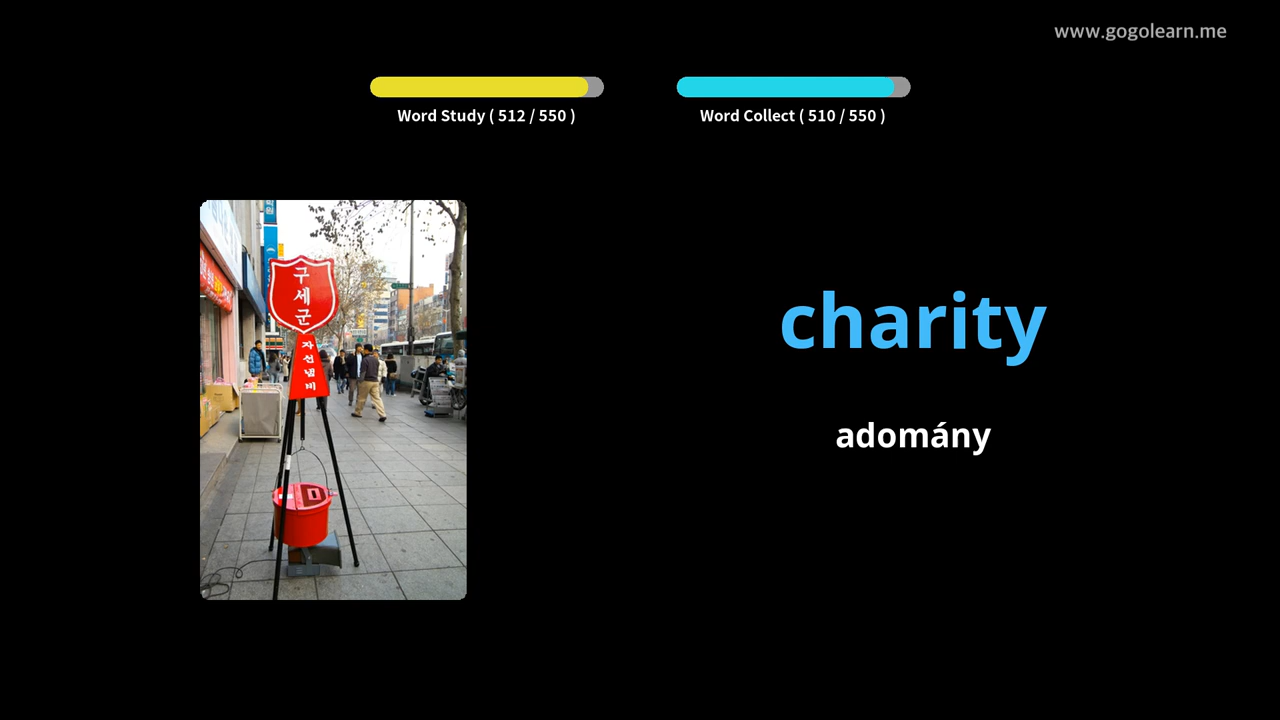 www.gogolearn.me
Word Study ( 512 / 550 )
Word Collect ( 510 / 550 )
구
세
군
자
선
냄
비
charity
adomány